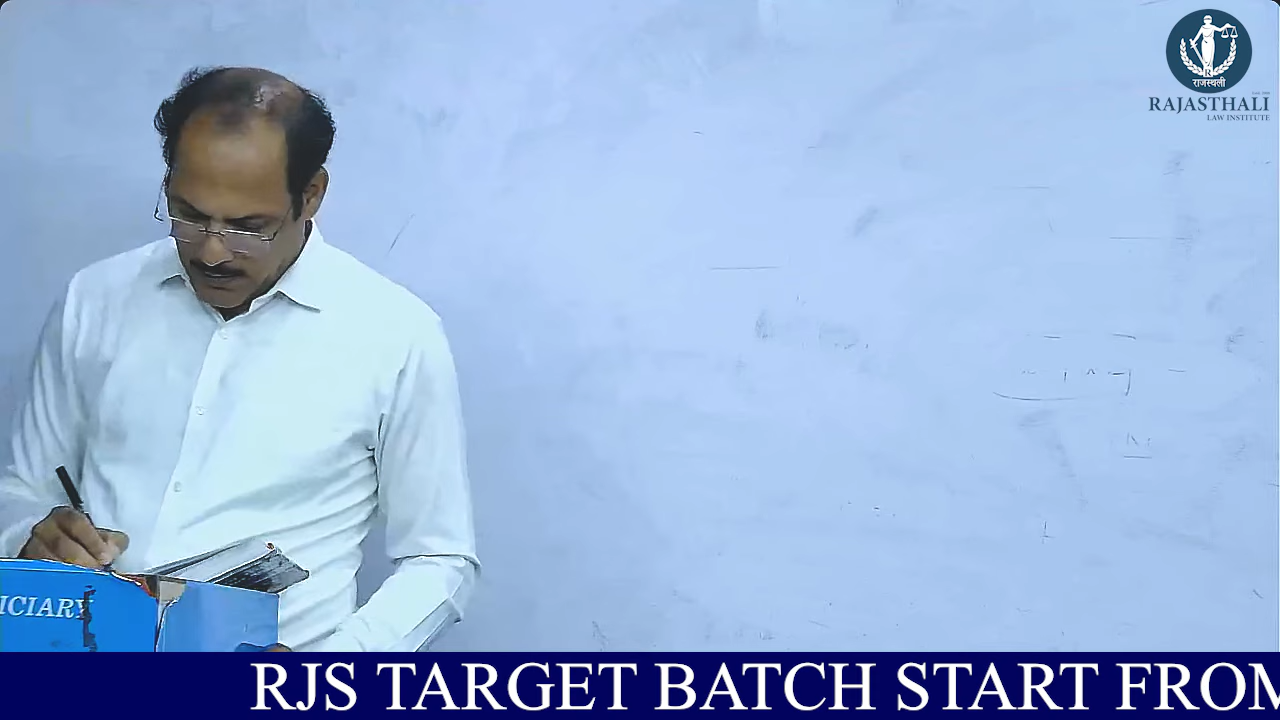 राजस्थली
RAJASTHALI
LAW INSTITUTE
ICIARY
RJS TARGET BATCH START FROM